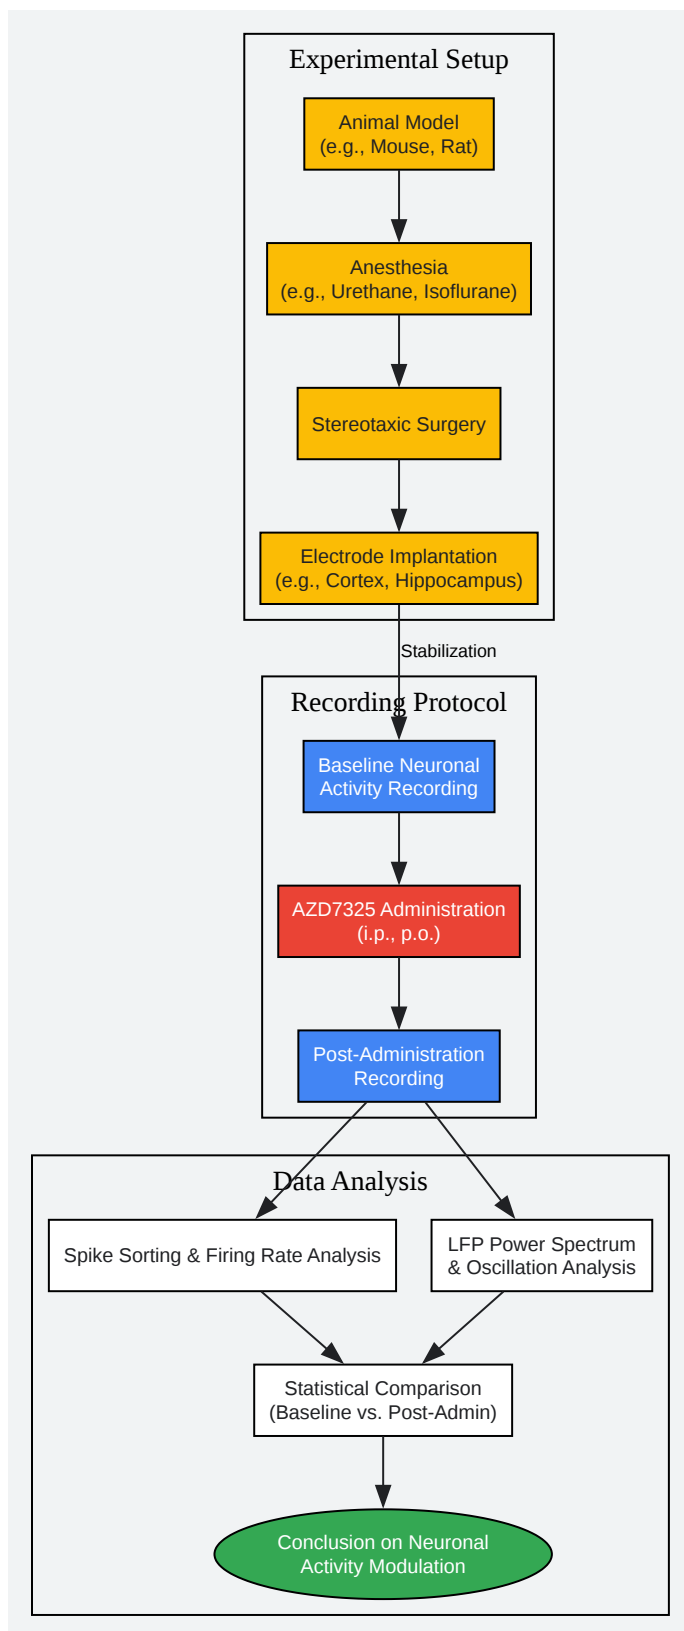 Experimental Setup
Animal Model
(e.g., Mouse, Rat)
Anesthesia
(e.g., Urethane, Isoflurane)
Stereotaxic Surgery
Electrode Implantation
(e.g., Cortex, Hippocampus)
Stabilization
Recording Protocol
Baseline Neuronal
Activity Recording
AZD7325 Administration
(i.p., p.o.)
Post-Administration
Recording
Data Analysis
Spike Sorting & Firing Rate Analysis
LFP Power Spectrum
& Oscillation Analysis
Statistical Comparison
(Baseline vs. Post-Admin)
Conclusion on Neuronal
Activity Modulation